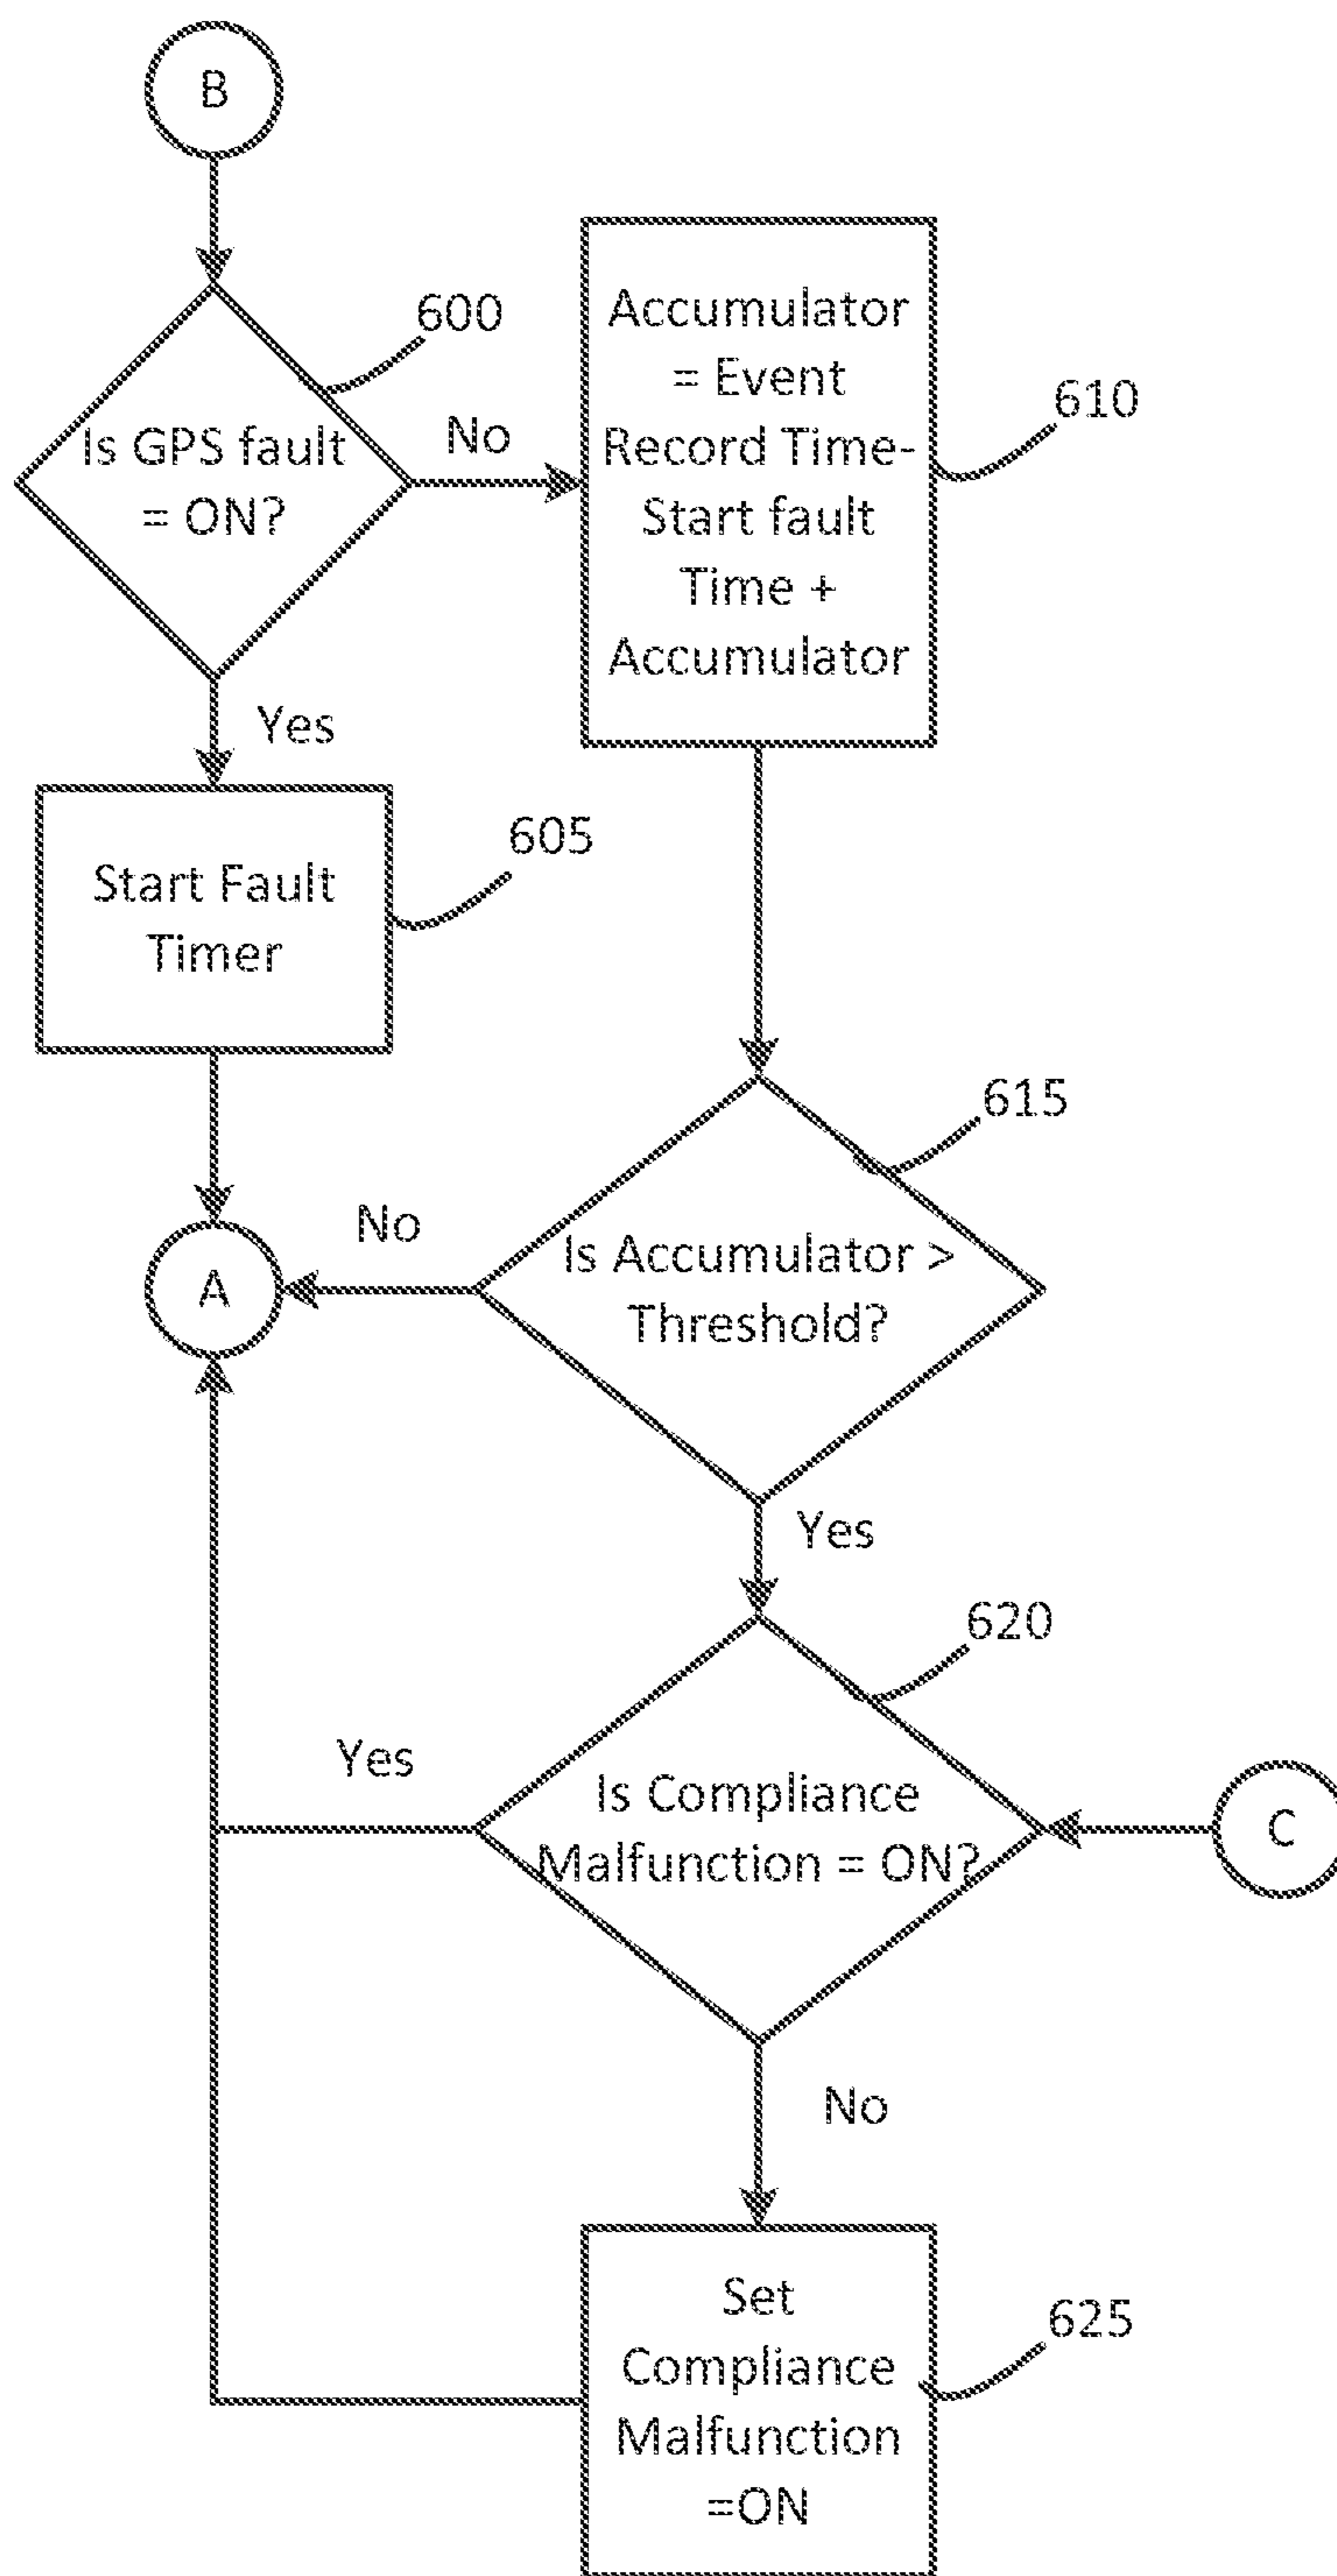 B
600
Is GPS fault
= ON?
No
Accumulator
= Event
Record Time-
Start fault
Time +
Accumulator
610
Yes
Start Fault
Timer
605
A
No
Is Accumulator >
Threshold?
615
Yes
620
Yes
Is Compliance
Malfunction = ON?
C
No
Set
Compliance
Malfunction
=ON
625